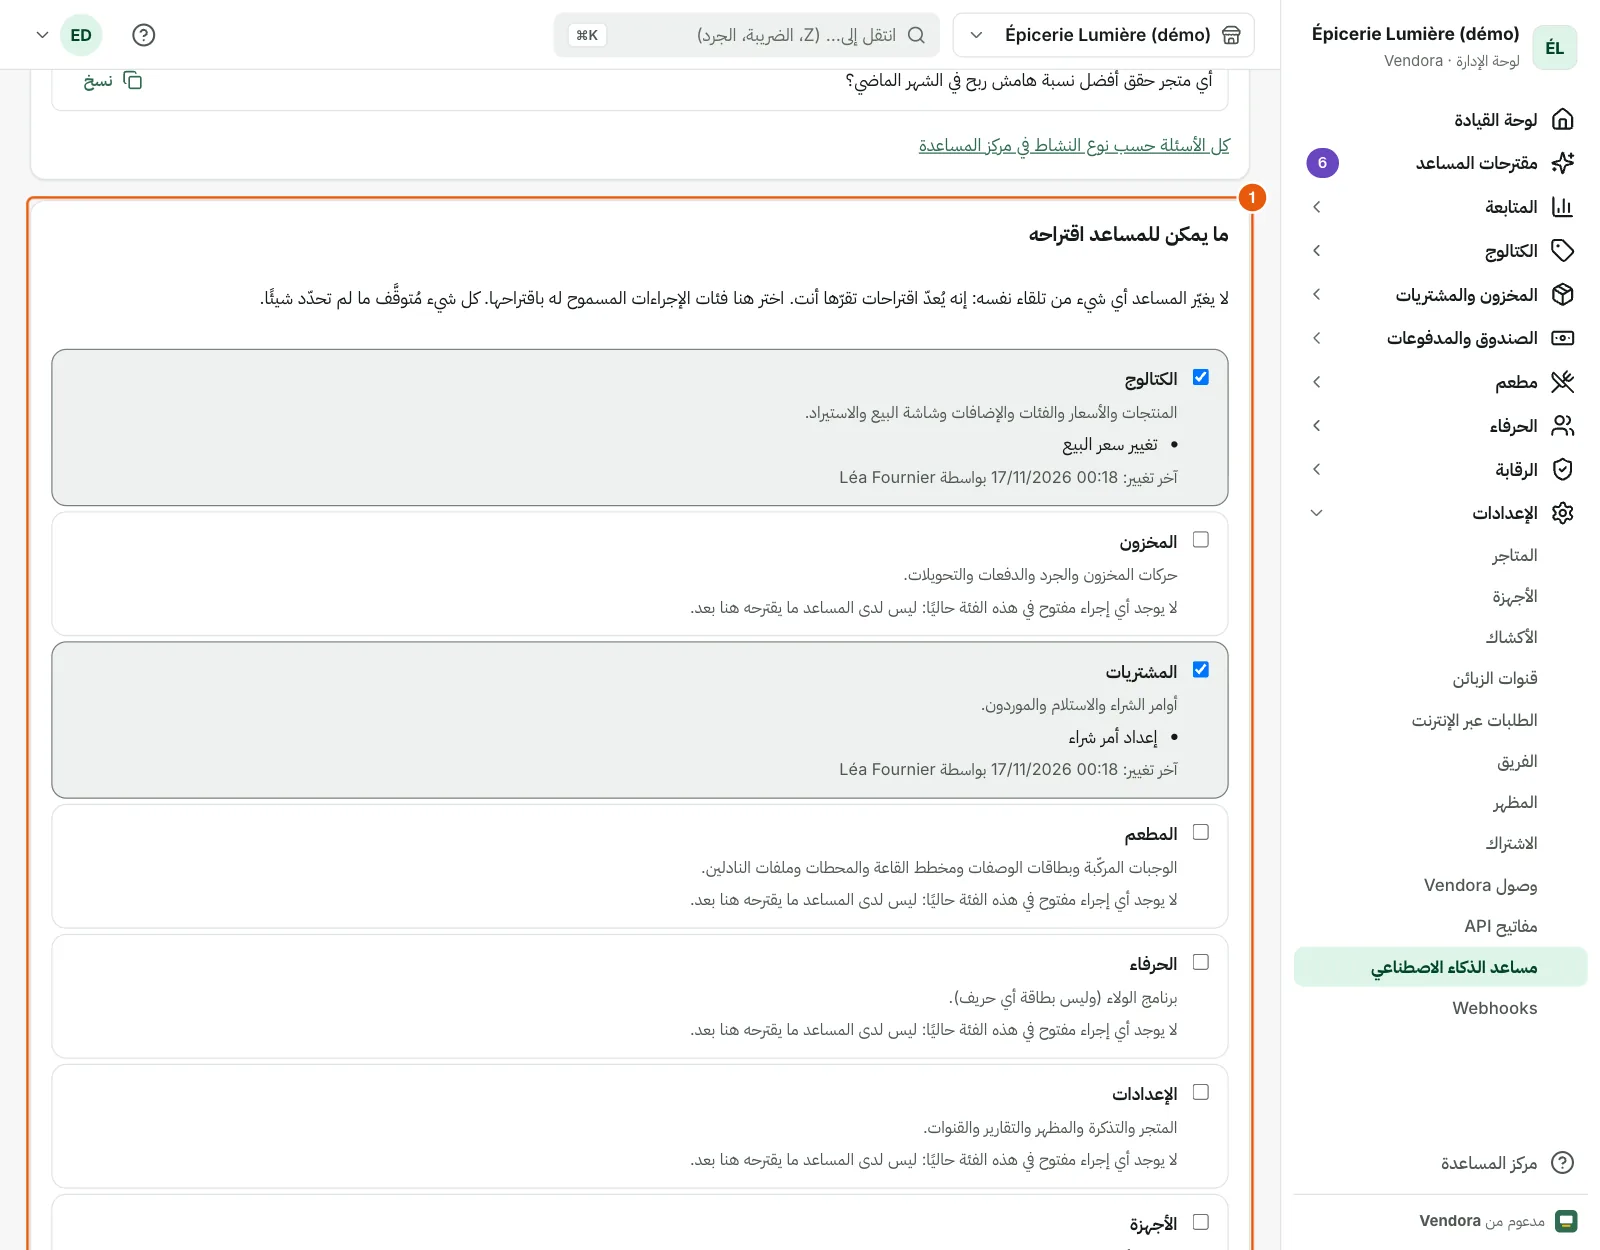 Épicerie Lumière (démo)
لوحة الإدارة · Vendora
ÉL
لوحة القيادة
مقترحات المساعد
6
المتابعة
الكتالوج
المخزون والمشتريات
الصندوق والمدفوعات
مطعم
الحرفاء
الرقابة
الإعدادات
المتاجر
الأجهزة
الأكشاك
قنوات الزبائن
الطلبات عبر الإنترنت
الفريق
المظهر
الاشتراك
وصول Vendora
مفاتيح API
مساعد الذكاء الاصطناعي
Webhooks
مركز المساعدة
مدعوم من Vendora
Épicerie Lumière (démo)
انتقل إلى... (Z، الضريبة، الجرد)
⌘K
ED
أي متجر حقق أفضل نسبة هامش ربح في الشهر الماضي؟
نسخ
كل الأسئلة حسب نوع النشاط في مركز المساعدة
1
ما يمكن للمساعد اقتراحه
لا يغيّر المساعد أي شيء من تلقاء نفسه: إنه يُعدّ اقتراحات تقرّها أنت. اختر هنا فئات الإجراءات المسموح له باقتراحها. كل شيء مُتوقَّف ما لم تحدّد شيئًا.
الكتالوج
المنتجات والأسعار والفئات والإضافات وشاشة البيع والاستيراد.
• تغيير سعر البيع
آخر تغيير: 17/11/2026 00:18 بواسطة Léa Fournier
المخزون
حركات المخزون والجرد والدفعات والتحويلات.
لا يوجد أي إجراء مفتوح في هذه الفئة حاليًا: ليس لدى المساعد ما يقترحه هنا بعد.
المشتريات
أوامر الشراء والاستلام والموردون.
• إعداد أمر شراء
آخر تغيير: 17/11/2026 00:18 بواسطة Léa Fournier
المطعم
الوجبات المركّبة وبطاقات الوصفات ومخطط القاعة والمحطات وملفات النادلين.
لا يوجد أي إجراء مفتوح في هذه الفئة حاليًا: ليس لدى المساعد ما يقترحه هنا بعد.
الحرفاء
برنامج الولاء (وليس بطاقة أي حريف).
لا يوجد أي إجراء مفتوح في هذه الفئة حاليًا: ليس لدى المساعد ما يقترحه هنا بعد.
الإعدادات
المتجر والتذكرة والمظهر والتقارير والقنوات.
لا يوجد أي إجراء مفتوح في هذه الفئة حاليًا: ليس لدى المساعد ما يقترحه هنا بعد.
الأجهزة